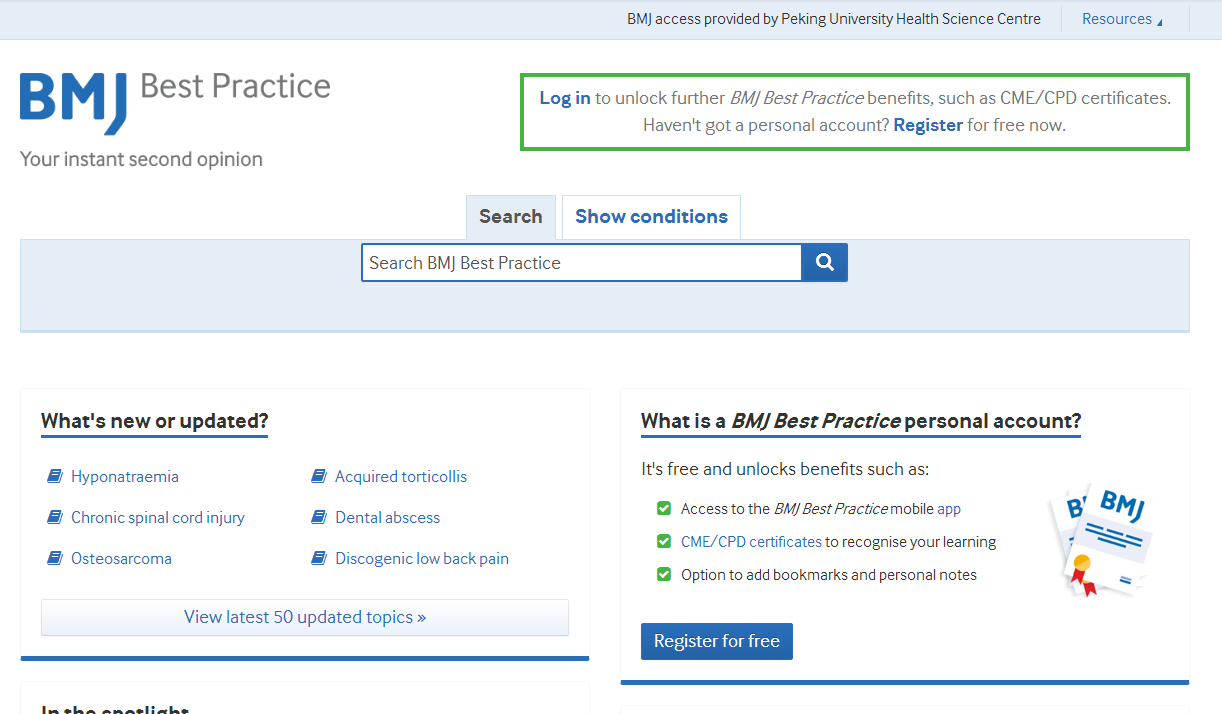 BMJ access provided by Peking University Health Science Centre
Resources
BMJ Best Practice
Your instant second opinion
Log in to unlock further BMJ Best Practice benefits, such as CME/CPD certificates.
Haven't got a personal account? Register for free now.
Search
Show conditions
Search BMJ Best Practice
What's new or updated?
Hyponatraemia
Acquired torticollis
Chronic spinal cord injury
Dental abscess
Osteosarcoma
Discogenic low back pain
View latest 50 updated topics »
In the spotlight
What is a BMJ Best Practice personal account?
It's free and unlocks benefits such as:
Access to the BMJ Best Practice mobile app
CME/CPD certificates to recognise your learning
Option to add bookmarks and personal notes
BMJ
Register for free